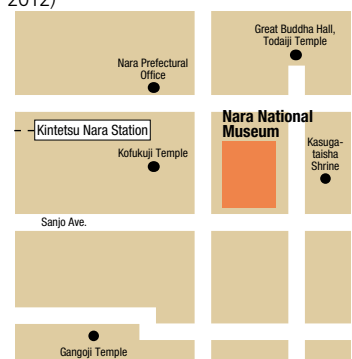 2012)
Great Buddha Hall,
Todaiji Temple
Nara Prefectural
Office
Nara National
Museum
Kintetsu Nara Station
Kofukuji Temple
Kasuga-
taisha
Shrine
Sanjo Ave.
Gangoji Temple